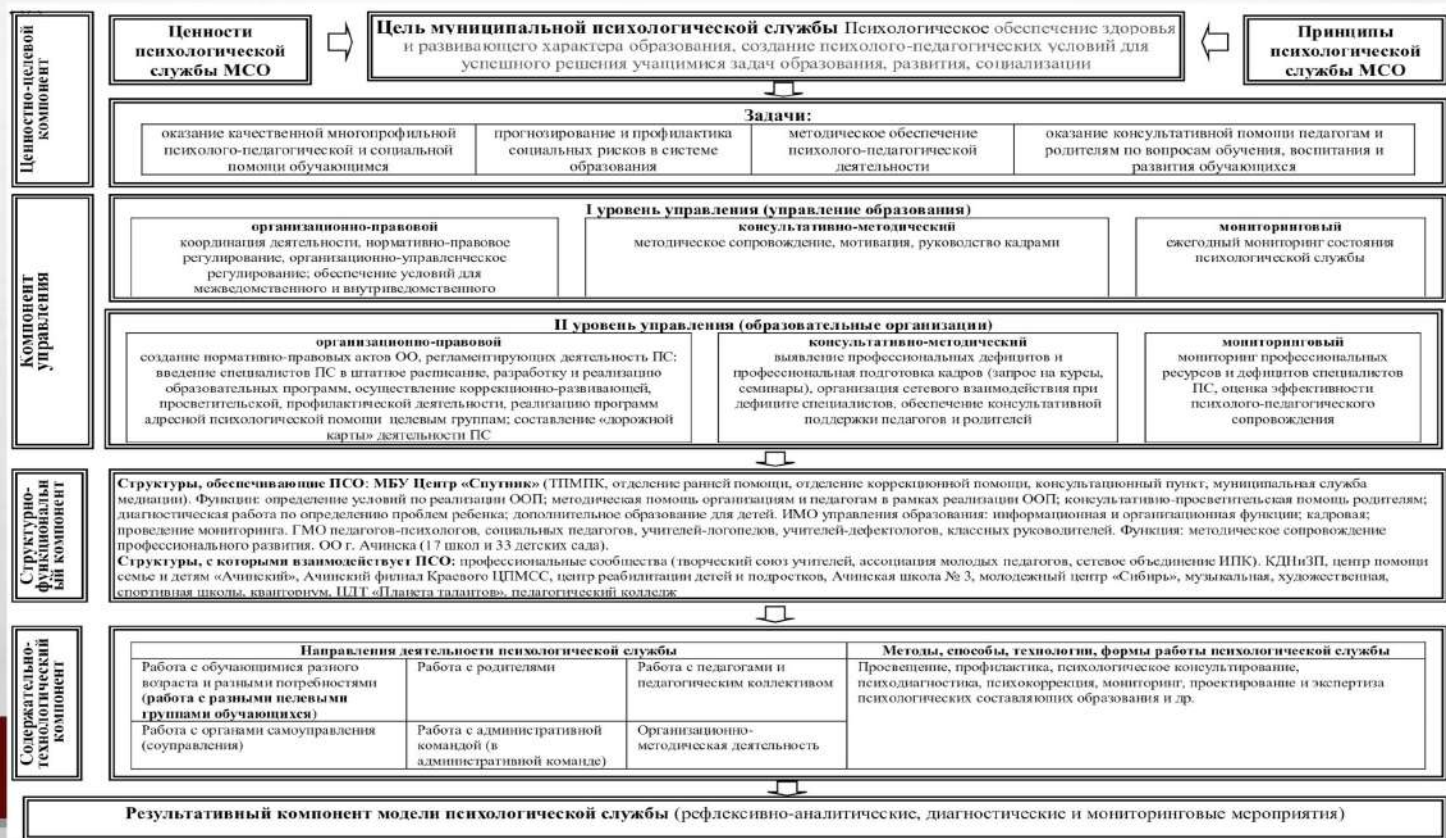 Ценностно-целевой
компонент
Ценности
психологической
службы МСО
Цель муниципальной психологической службы Психологическое обеспечение здоровья
и развивающего характера образования, создание психолого-педагогических условий для
успешного решения учащимися задач образования, развития, социализации
Принципы
психологической
службы МСО
Задачи:
оказание качественной многопрофильной
психолого-педагогической и социальной
помощи обучающимся
прогнозирование и профилактика
социальных рисков в системе
образования
методическое обеспечение
психолого-педагогической
деятельности
оказание консультативной помощи педагогам и
родителям по вопросам обучения, воспитания и
развития обучающихся
Компонент
управления
I уровень управления (управление образования)
организационно-правовой
координация деятельности, нормативно-правовое
регулирование, организационно-управленческое
регулирование; обеспечение условий для
межведомственного и внутриведомственного
консультативно-методический
методическое сопровождение, мотивация, руководство кадрами
мониторинговый
ежегодный мониторинг состояния
психологической службы
II уровень управления (образовательные организации)
организационно-правовой
создание нормативно-правовых актов ОО, регламентирующих деятельность ПС:
введение специалистов ПС в штатное расписание, разработку и реализацию
образовательных программ, осуществление коррекционно-развивающей,
просветительской, профилактической деятельности, реализацию программ
адресной психологической помощи целевым группам; составление «дорожной
карты» деятельности ПС
консультативно-методический
выявление профессиональных дефицитов и
профессиональная подготовка кадров (запрос на курсы,
семинары), организация сетевого взаимодействия при
дефиците специалистов, обеспечение консультативной
поддержки педагогов и родителей
мониторинговый
мониторинг профессиональных
ресурсов и дефицитов специалистов
ПС, оценка эффективности
психолого-педагогического
сопровождения
Структурно-
функциональн
ый компонент
Структуры, обеспечивающие ПСО: МБУ Центр «Спутник» (ТПМПК, отделение ранней помощи, отделение коррекционной помощи, консультационный пункт, муниципальная служба
медиации). Функции: определение условий по реализации ООП; методическая помощь организациям и педагогам в рамках реализации ООП; консультативно-просветительская помощь родителям;
диагностическая работа по определению проблем ребенка; дополнительное образование для детей. ИМО управления образования: информационная и организационная функции; кадровая;
проведение мониторинга. ГМО педагогов-психологов, социальных педагогов, учителей-логопедов, учителей-дефектологов, классных руководителей. Функция: методическое сопровождение
профессионального развития. ОО г. Ачинска (17 школ и 33 детских сада).
Структуры, с которыми взаимодействует ПСО: профессиональные сообщества (творческий союз учителей, ассоциация молодых педагогов, сетевое объединение ИПК). КДНиЗП, центр помощи
семье и детям «Ачинский», Ачинский филиал Краевого ЦПМСС, центр реабилитации детей и подростков, Ачинская школа № 3, молодежный центр «Сибирь», музыкальная, художественная,
спортивная школы, кванториум, ЦДТ «Планета талантов», педагогический колледж
Содержательно-
технологический
компонент
Направления деятельности психологической службы
Методы, способы, технологии, формы работы психологической службы
Работа с обучающимися разного
возраста и разными потребностями
(работа с разными целевыми
группами обучающихся)
Работа с родителями
Работа с педагогами и
педагогическим коллективом
Просвещение, профилактика, психологическое консультирование,
психодиагностика, психокоррекция, мониторинг, проектирование и экспертиза
психологических составляющих образования и др.
Работа с органами самоуправления
(соуправления)
Работа с административной
командой (в
административной команде)
Организационно-
методическая деятельность
Результативный компонент модели психологической службы (рефлексивно-аналитические, диагностические и мониторинговые мероприятия)